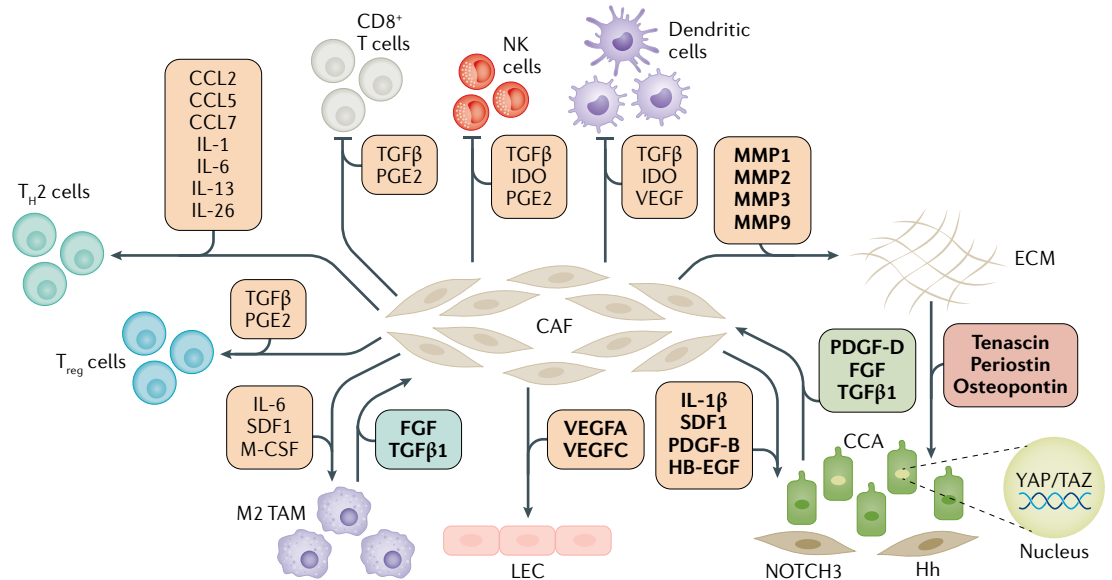 CD8⁺
T cells
NK
cells
Dendritic
cells
CCL2
CCL5
CCL7
IL-1
IL-6
IL-13
IL-26
TGFβ
PGE2
TGFβ
IDO
PGE2
TGFβ
IDO
VEGF
MMP1
MMP2
MMP3
MMP9
T_H2 cells
ECM
TGFβ
PGE2
CAF
T_reg cells
PDGF-D
FGF
TGFβ1
Tenascin
Periostin
Osteopontin
IL-6
SDF1
M-CSF
FGF
TGFβ1
VEGFA
VEGFC
IL-1β
SDF1
PDGF-B
HB-EGF
CCA
YAP/TAZ
M2 TAM
Nucleus
LEC
NOTCH3
Hh